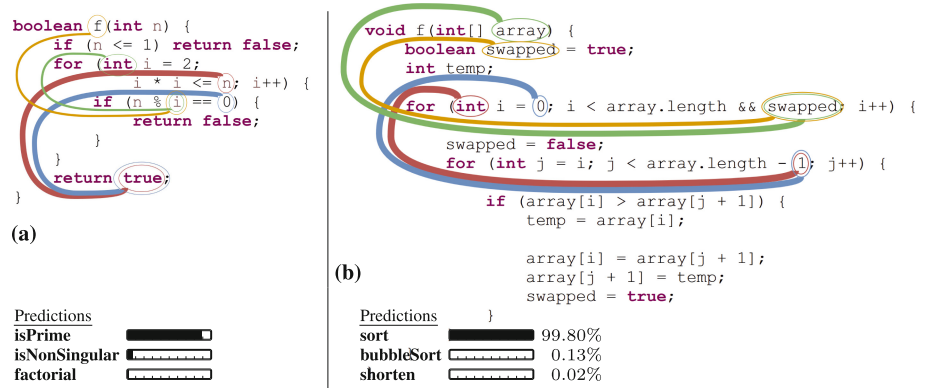 boolean f(int n) {
if (n <= 1) return false;
for (int i = 2;
i * i <= n; i++) {
if (n % i == 0) {
return false;
}
}
return true;
}
(a)
Predictions
isPrime
isNonSingular
factorial
void f(int[] array) {
boolean swapped = true;
int temp;
for (int i = 0; i < array.length && swapped; i++) {
swapped = false;
for (int j = i; j < array.length - 1; j++) {
if (array[i] > array[j + 1]) {
temp = array[i];
array[i] = array[j + 1];
array[j + 1] = temp;
swapped = true;
}
(b)
Predictions
sort 99.80%
bubbleSort 0.13%
shorten 0.02%